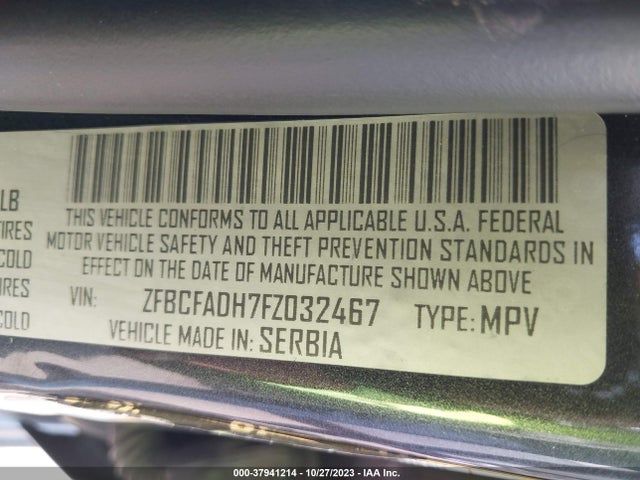 LB
IRES
COLD
IRES
COLD
THIS VEHICLE CONFORMS TO ALL APPLICABLE U.S.A. FEDERAL
MOTOR VEHICLE SAFETY AND THEFT PREVENTION STANDARDS IN
EFFECT ON THE DATE OF MANUFACTURE SHOWN ABOVE
VIN: ZFBCFADH7FZ032467 TYPE: MPV
VEHICLE MADE IN: SERBIA
000-37941214 | 10/27/2023 | IAA Inc.